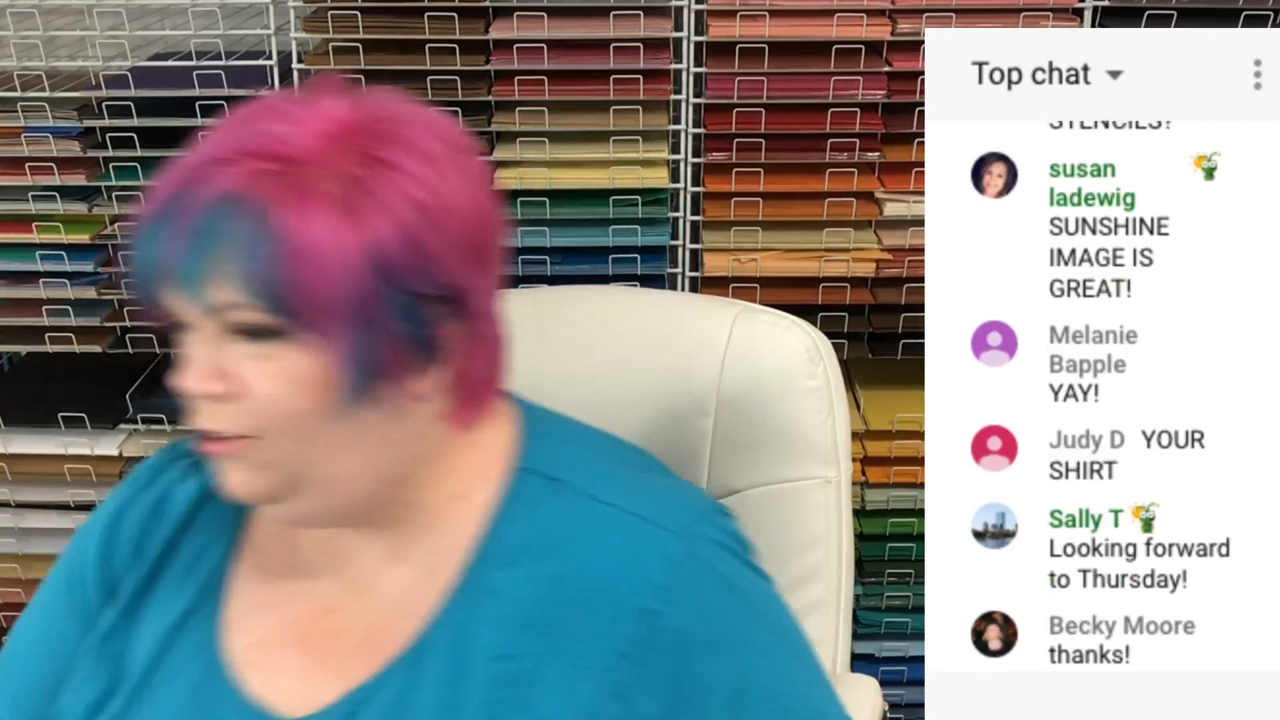 Top chat
STENCILS?
susan
ladewig
SUNSHINE
IMAGE IS
GREAT!
Melanie
Bapple
YAY!
Judy D YOUR
SHIRT
Sally T
Looking forward
to Thursday!
Becky Moore
thanks!